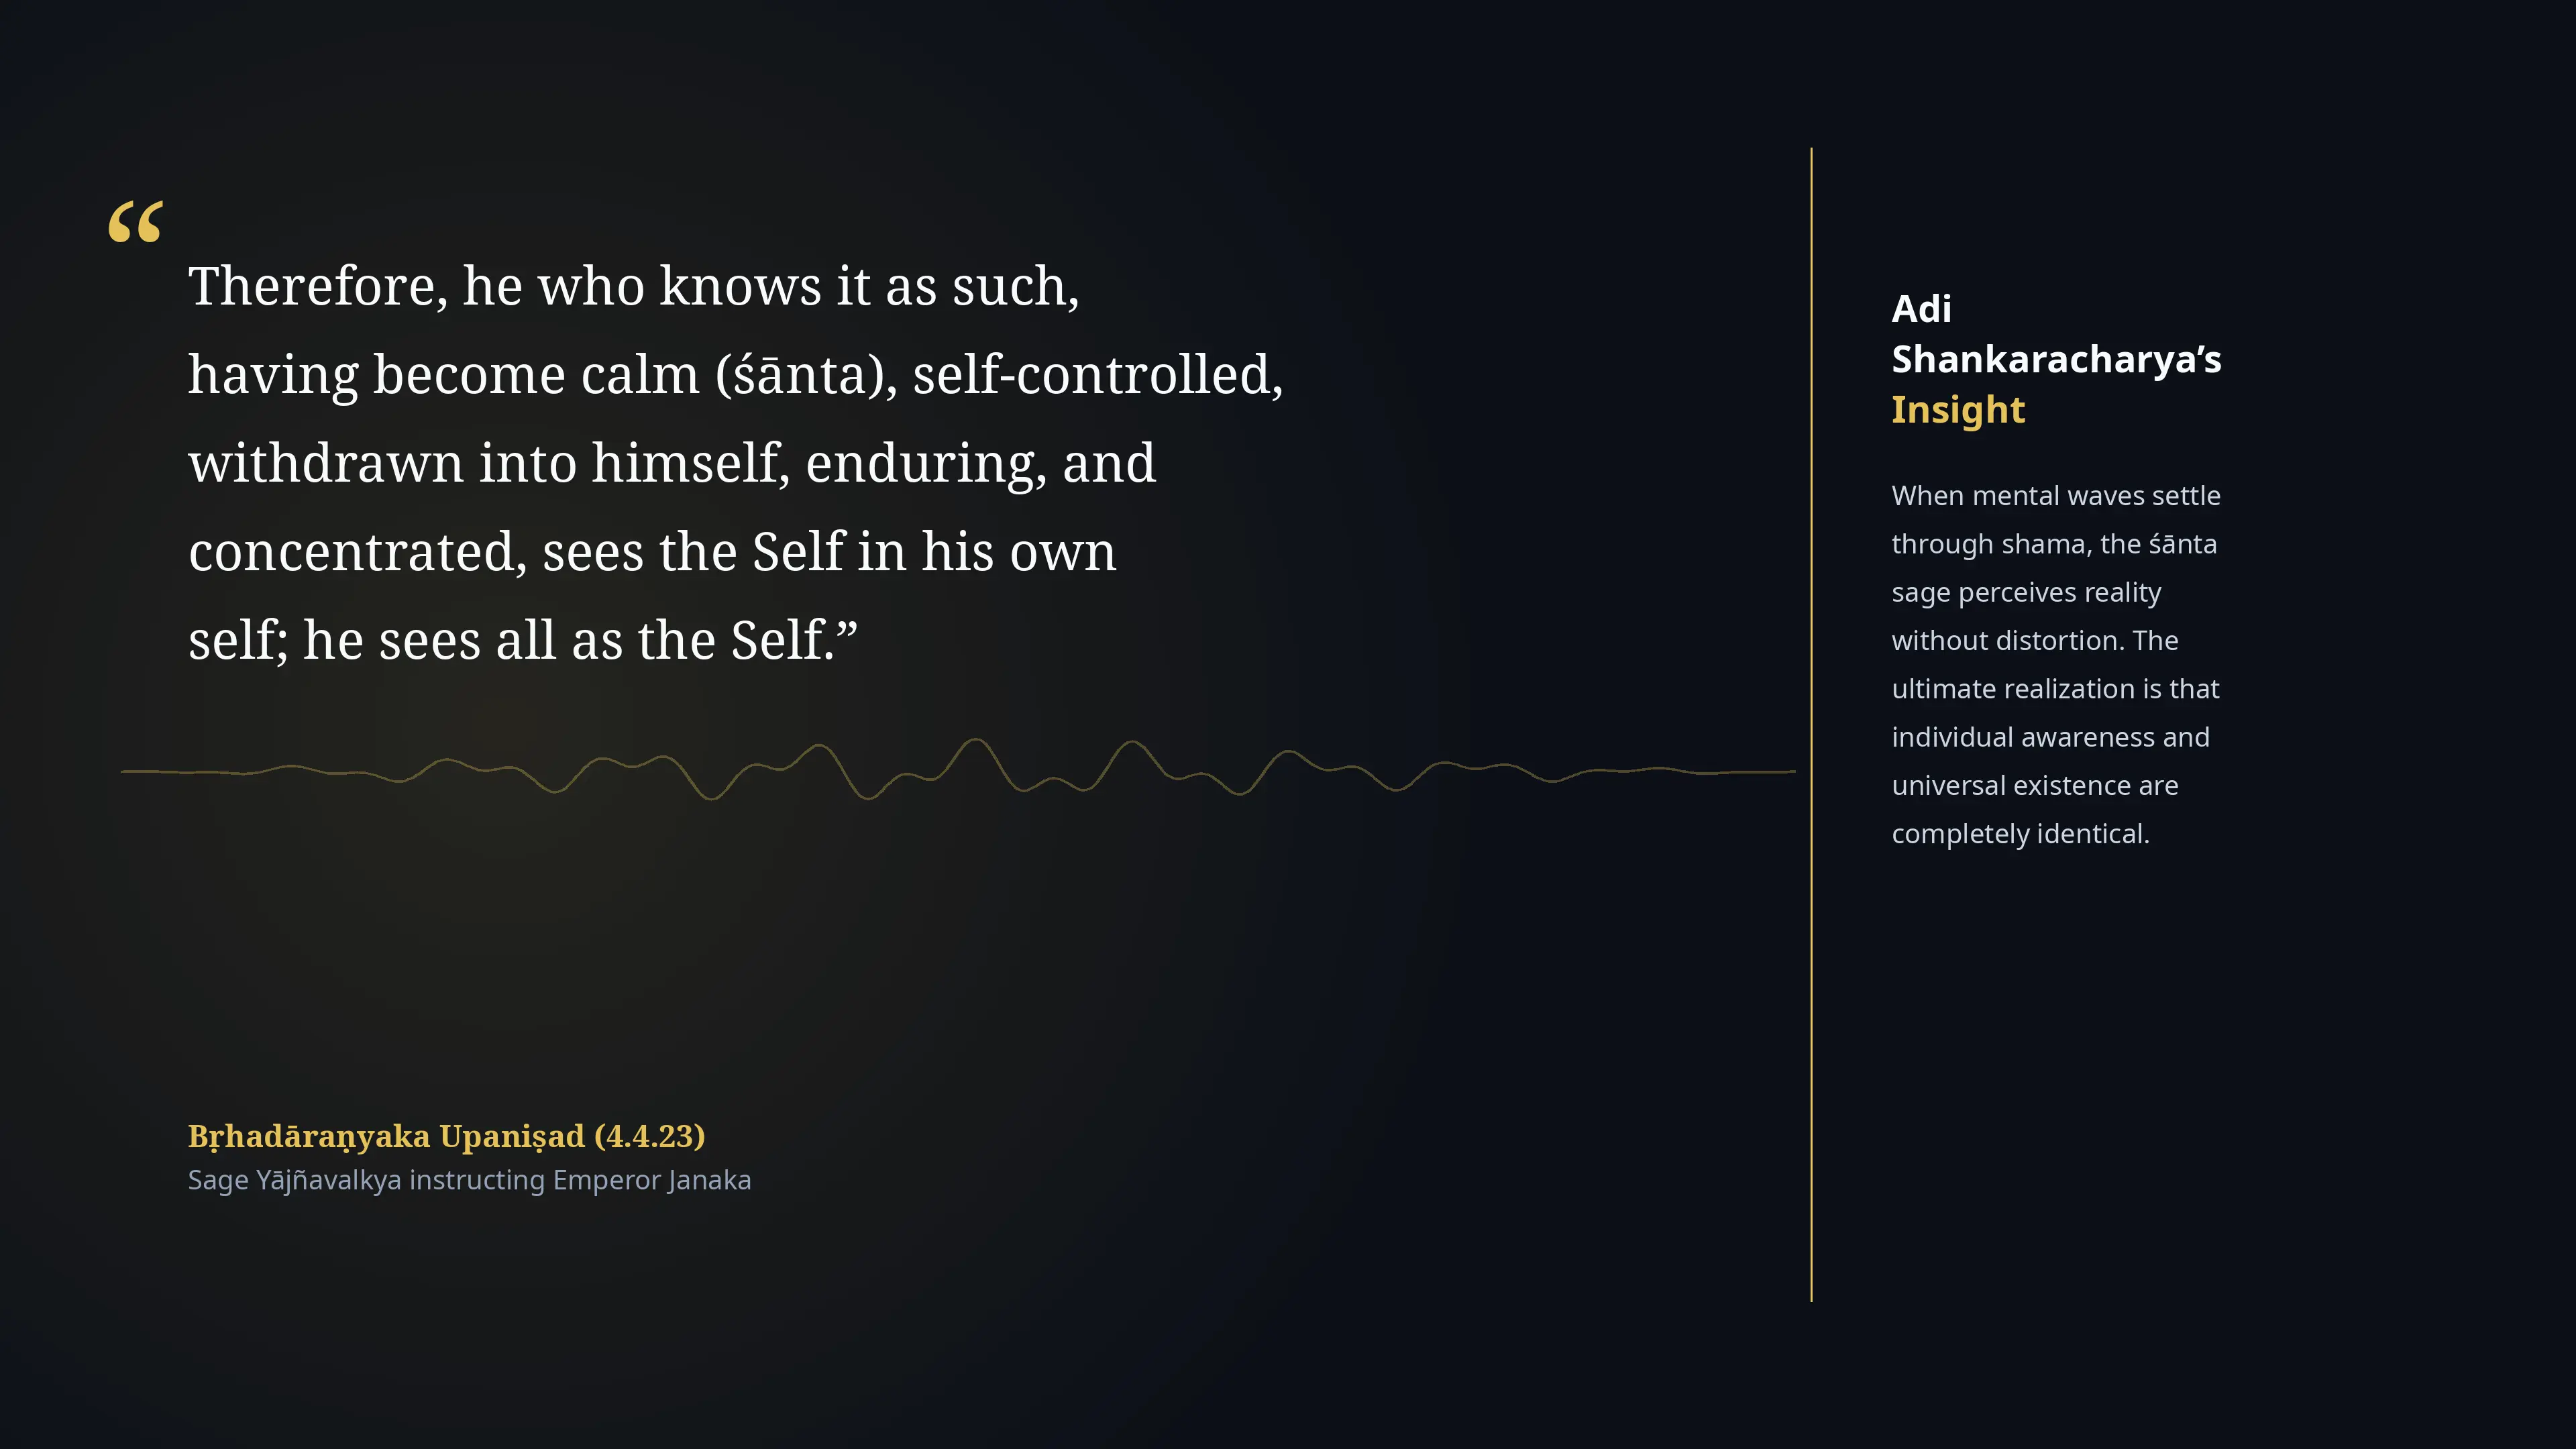 “
Therefore, he who knows it as such,
having become calm (śānta), self-controlled,
withdrawn into himself, enduring, and
concentrated, sees the Self in his own
self; he sees all as the Self.”
Bṛhadāraṇyaka Upaniṣad (4.4.23)
Sage Yājñavalkya instructing Emperor Janaka
Adi
Shankaracharya’s
Insight
When mental waves settle
through shama, the śānta
sage perceives reality
without distortion. The
ultimate realization is that
individual awareness and
universal existence are
completely identical.